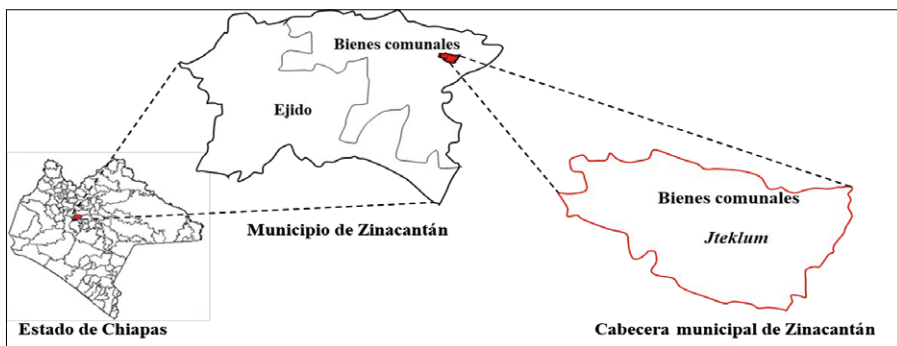 Bienes comunales
Ejido
Municipio de Zinacantán
Estado de Chiapas
Bienes comunales
Jteklum
Cabecera municipal de Zinacantán